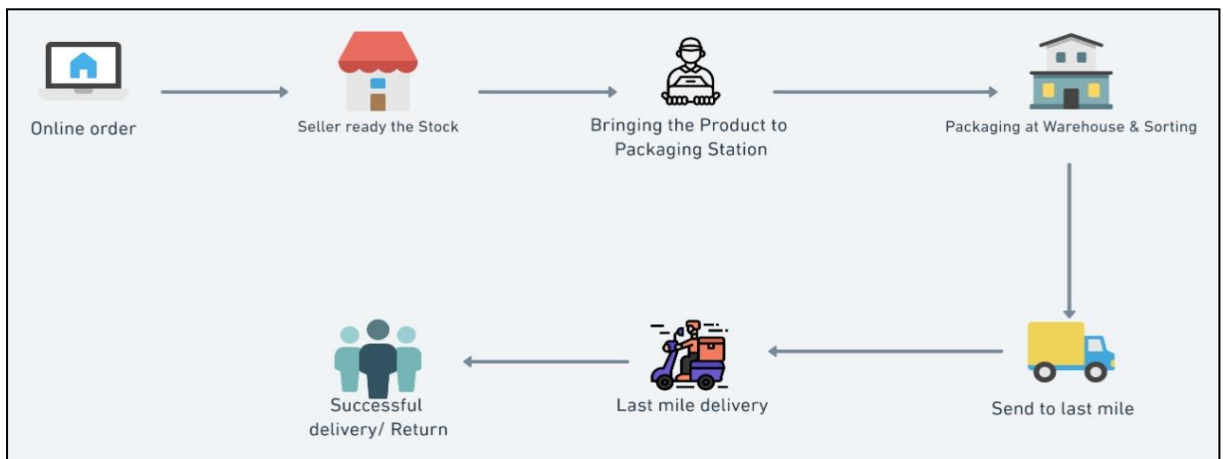 Online order
Seller ready the Stock
Bringing the Product to
Packaging Station
Packaging at Warehouse & Sorting
Send to last mile
Last mile delivery
Successful
delivery/ Return